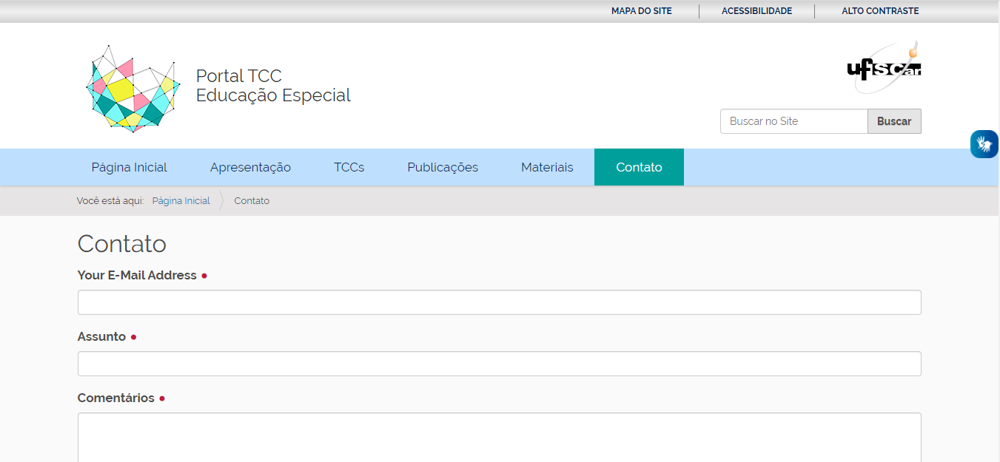 MAPA DO SITE ACESSIBILIDADE ALTO CONTRASTE
Portal TCC
Educação Especial
ufscar
Buscar no Site Buscar
Página Inicial Apresentação TCCs Publicações Materiais Contato
Você está aqui: Página Inicial Contato
Contato
Your E-Mail Address
Assunto
Comentários